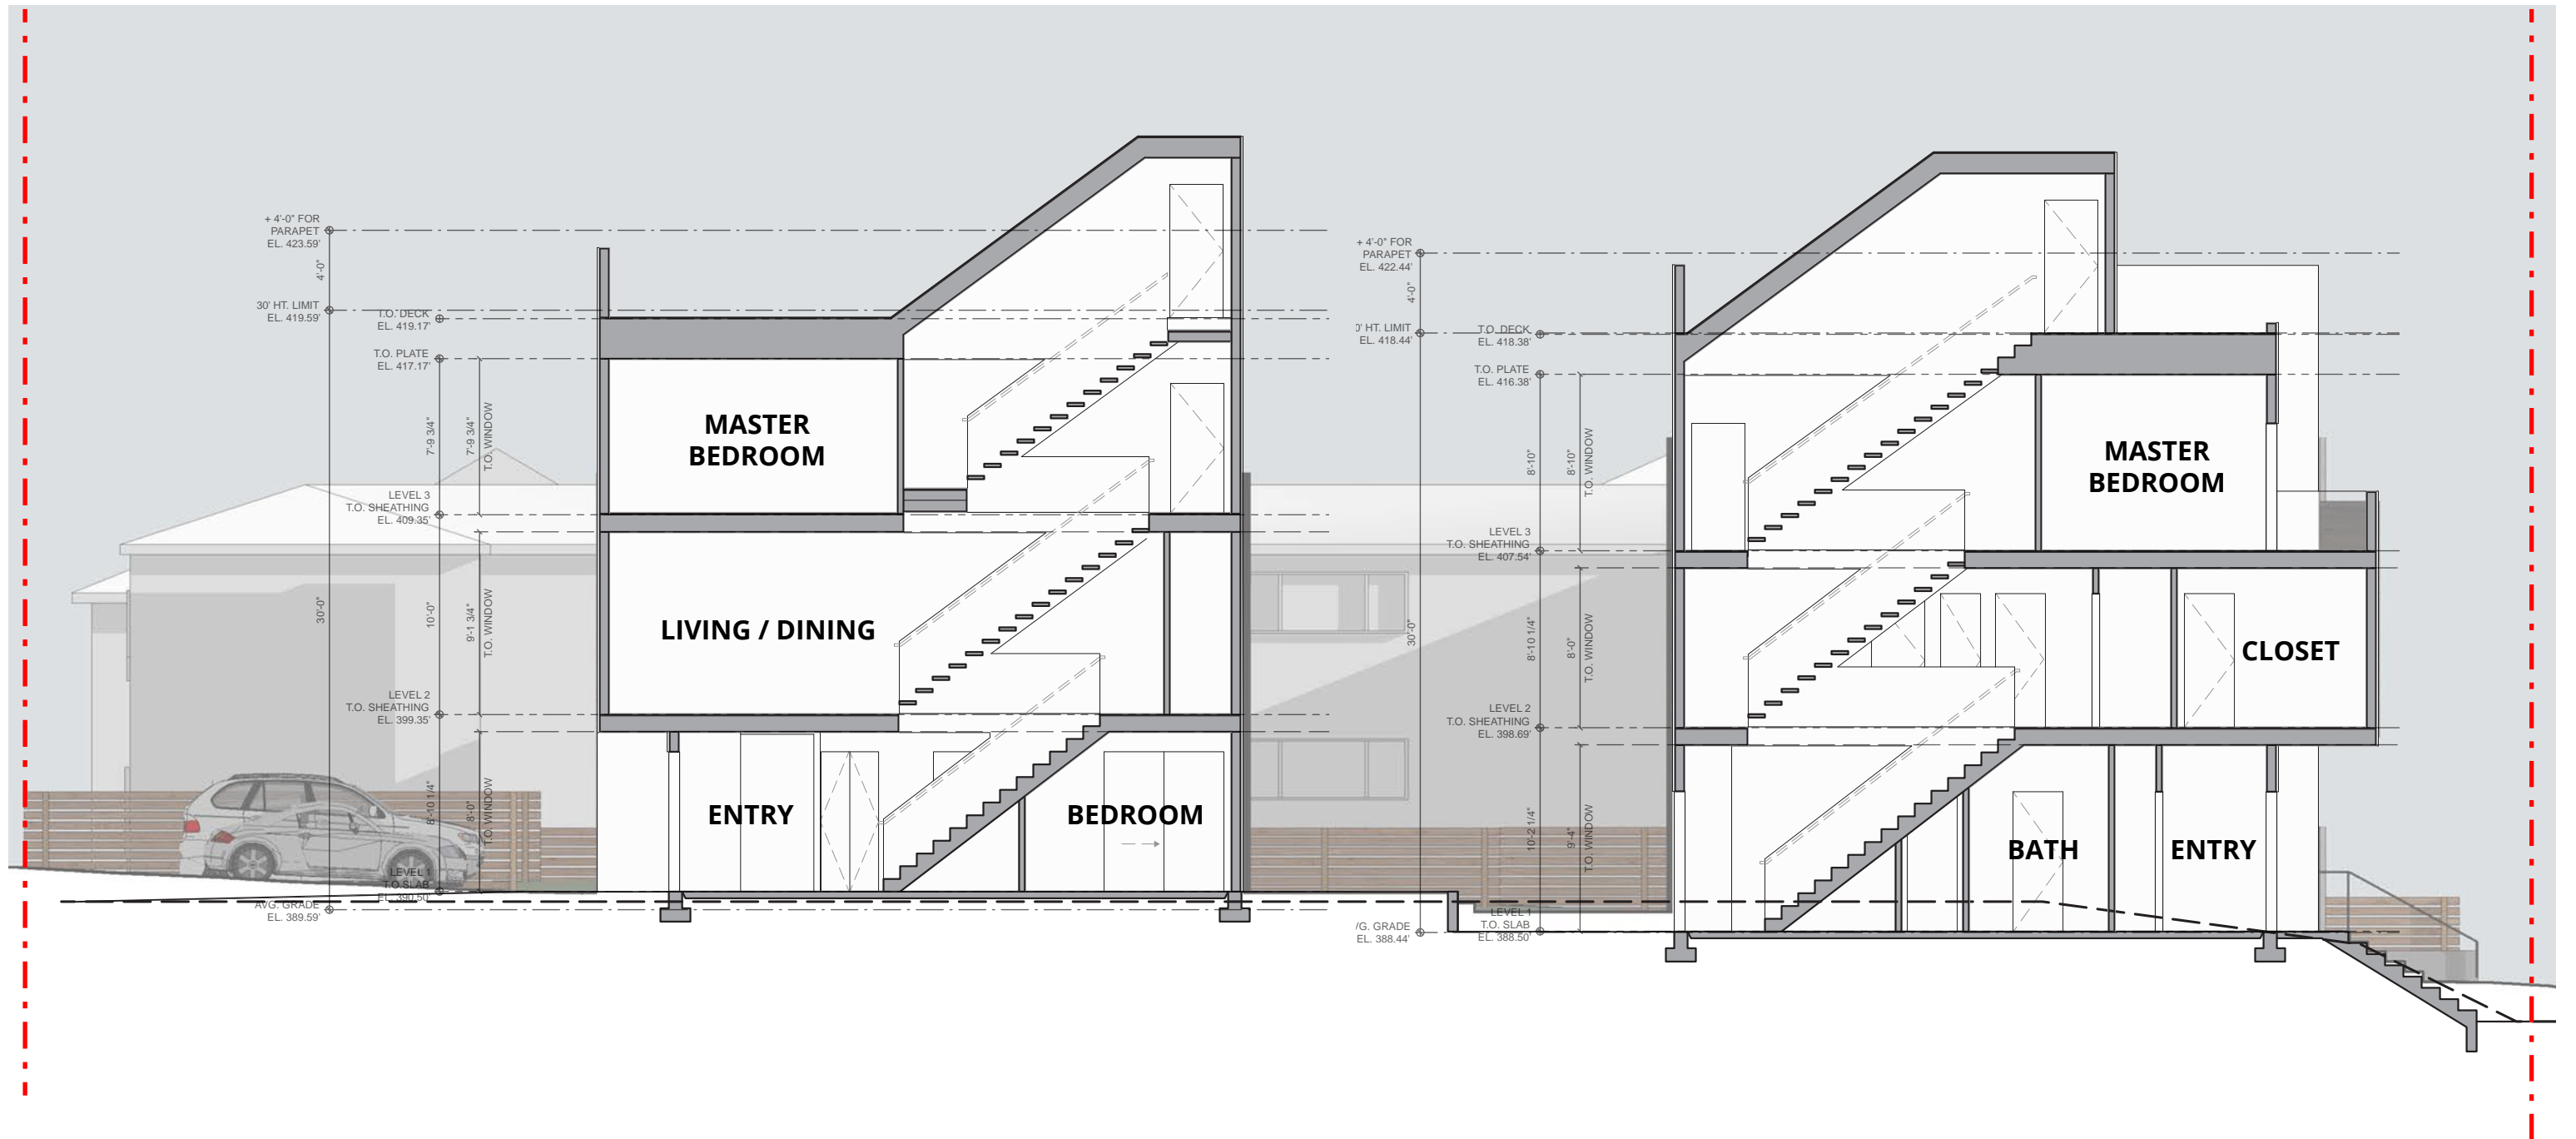 + 4'-0" FOR
PARAPET
EL. 423.59'
4'-0"
30' HT. LIMIT
EL. 419.59'
T.O. DECK
EL. 419.17'
T.O. PLATE
EL. 417.17'
7'-9 3/4"
7'-9 3/4"
T.O. WINDOW
LEVEL 3
T.O. SHEATHING
EL. 409.35'
30'-0"
10'-0"
9'-1 3/4"
T.O. WINDOW
LEVEL 2
T.O. SHEATHING
EL. 399.35'
8'-10 1/4"
8'-0"
T.O. WINDOW
LEVEL 1
T.O. SLAB
EL. 390.50'
AVG. GRADE
EL. 389.59'
MASTER
BEDROOM
LIVING / DINING
ENTRY
BEDROOM
+ 4'-0" FOR
PARAPET
EL. 422.44'
4'-0"
0' HT. LIMIT
EL. 418.44'
T.O. DECK
EL. 418.38'
T.O. PLATE
EL. 416.38'
8'-10"
8'-10"
T.O. WINDOW
LEVEL 3
T.O. SHEATHING
EL. 407.54'
30'-0"
8'-10 1/4"
8'-0"
T.O. WINDOW
LEVEL 2
T.O. SHEATHING
EL. 398.69'
10'-2 1/4"
9'-4"
T.O. WINDOW
LEVEL 1
T.O. SLAB
EL. 388.50'
/G. GRADE
EL. 388.44'
MASTER
BEDROOM
CLOSET
BATH
ENTRY